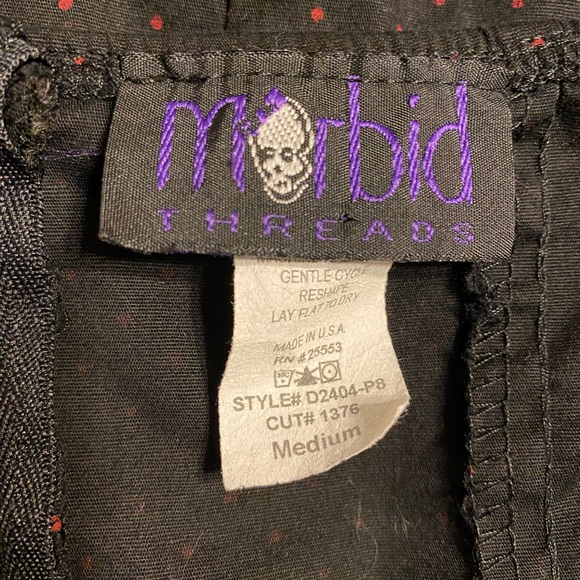 Morbid
THREADS
GENTLE CYCLE
RESHAPE
LAY FLAT TO DRY
MADE IN U.S.A.
RN # 25553
30C
STYLE# D2404-P8
CUT# 1376
Medium